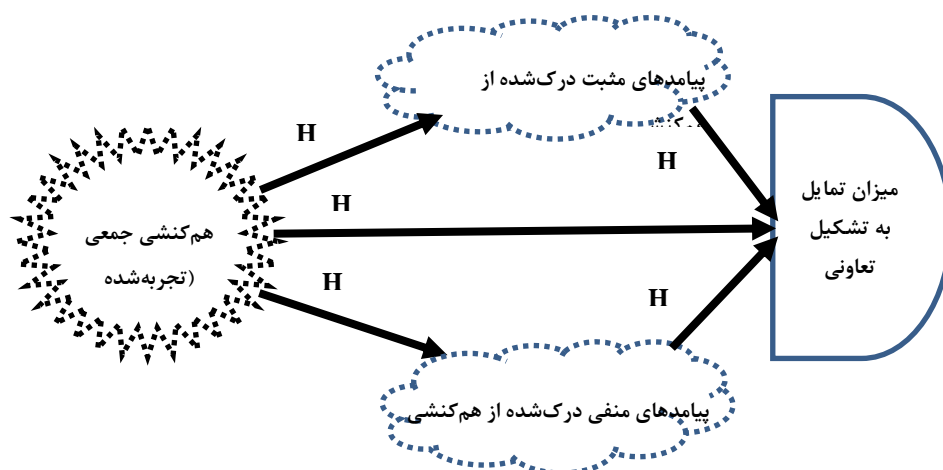 پیامدهای مثبت درک‌شده از
H
H
میزان تمایل
به تشکیل
تعاونی
H
هم‌کنشی جمعی
(تجربه‌شده
H
H
پیامدهای منفی درک‌شده از هم‌کنشی